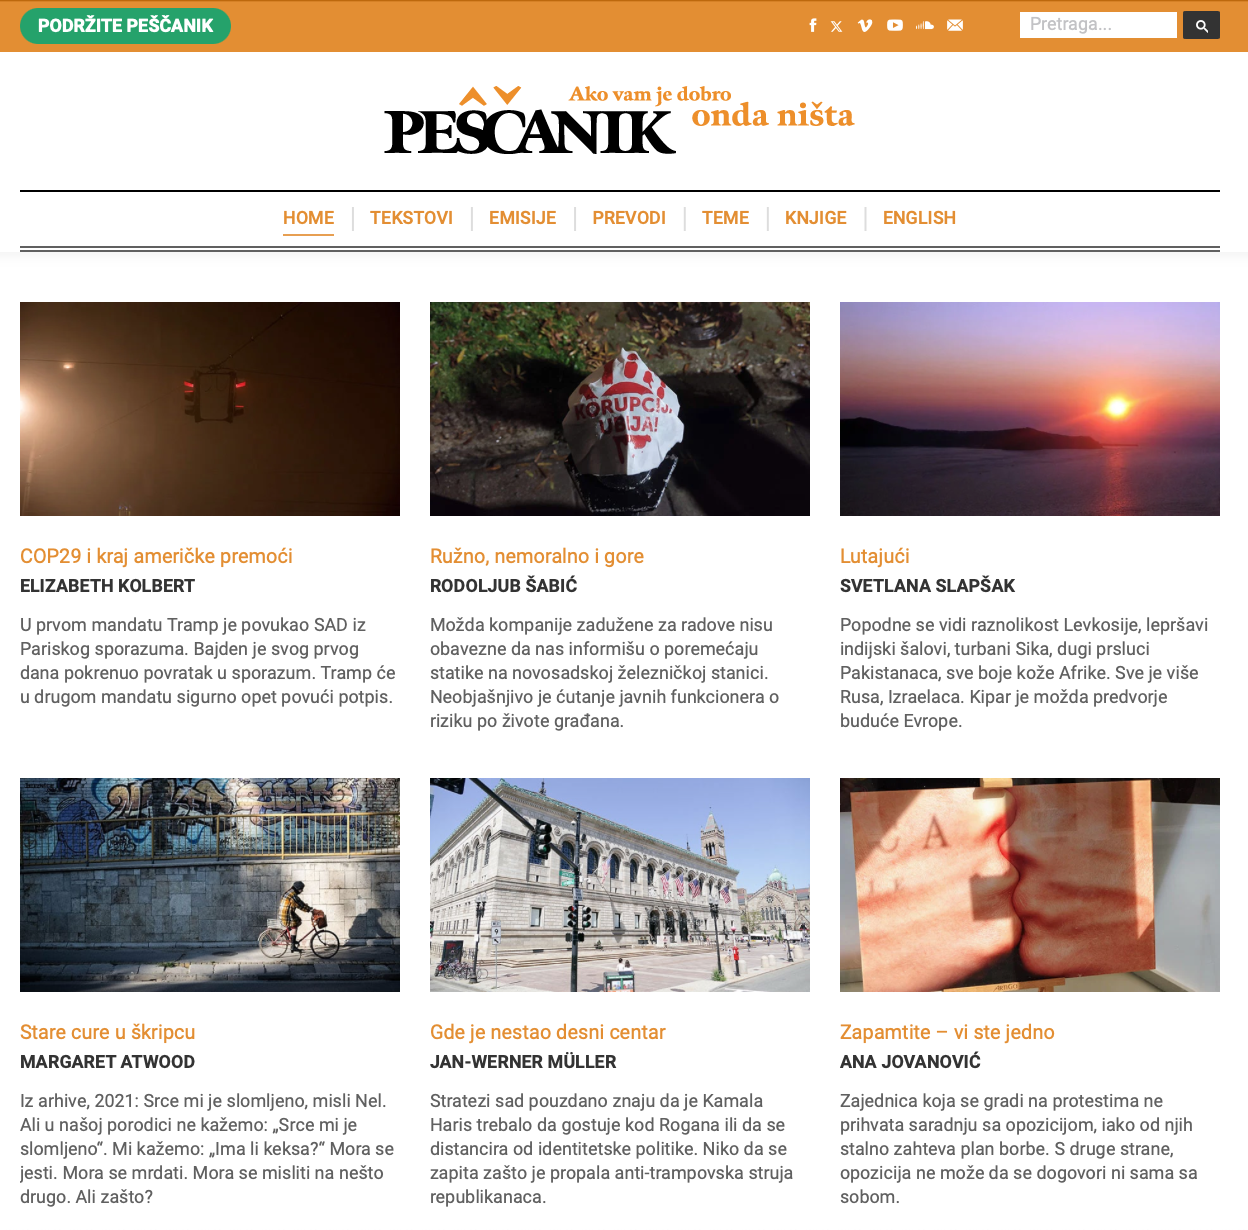 PODRŽITE PEŠČANIK
Pretraga...
Ako vam je dobro
onda ništa
PEŠČANIK
HOME
TEKSTOVI
EMISIJE
PREVODI
TEME
KNJIGE
ENGLISH
KORUPCIJA
UBIJA!
COP29 i kraj američke premoći
ELIZABETH KOLBERT
U prvom mandatu Tramp je povukao SAD iz
Pariskog sporazuma. Bajden je svog prvog
dana pokrenuo povratak u sporazum. Tramp će
u drugom mandatu sigurno opet povući potpis.
Ružno, nemoralno i gore
RODOLJUB ŠABIĆ
Možda kompanije zadužene za radove nisu
obavezne da nas informišu o poremećaju
statike na novosadskoj železničkoj stanici.
Neobjašnjivo je ćutanje javnih funkcionera o
riziku po živote građana.
Lutajući
SVETLANA SLAPŠAK
Popodne se vidi raznolikost Levkosije, lepršavi
indijski šalovi, turbani Sika, dugi prsluci
Pakistanaca, sve boje kože Afrike. Sve je više
Rusa, Izraelaca. Kipar je možda predvorje
buduće Evrope.
C A
Stare cure u škripcu
MARGARET ATWOOD
Iz arhive, 2021: Srce mi je slomljeno, misli Nel.
Ali u našoj porodici ne kažemo: „Srce mi je
slomljeno“. Mi kažemo: „Ima li keksa?“ Mora se
jesti. Mora se mrdati. Mora se misliti na nešto
drugo. Ali zašto?
Gde je nestao desni centar
JAN-WERNER MÜLLER
Stratezi sad pouzdano znaju da je Kamala
Haris trebalo da gostuje kod Rogana ili da se
distancira od identitetske politike. Niko da se
zapita zašto je propala anti-trampovska struja
republikanaca.
Zapamtite – vi ste jedno
ANA JOVANOVIĆ
Zajednica koja se gradi na protestima ne
prihvata saradnju sa opozicijom, iako od njih
stalno zahteva plan borbe. S druge strane,
opozicija ne može da se dogovori ni sama sa
sobom.